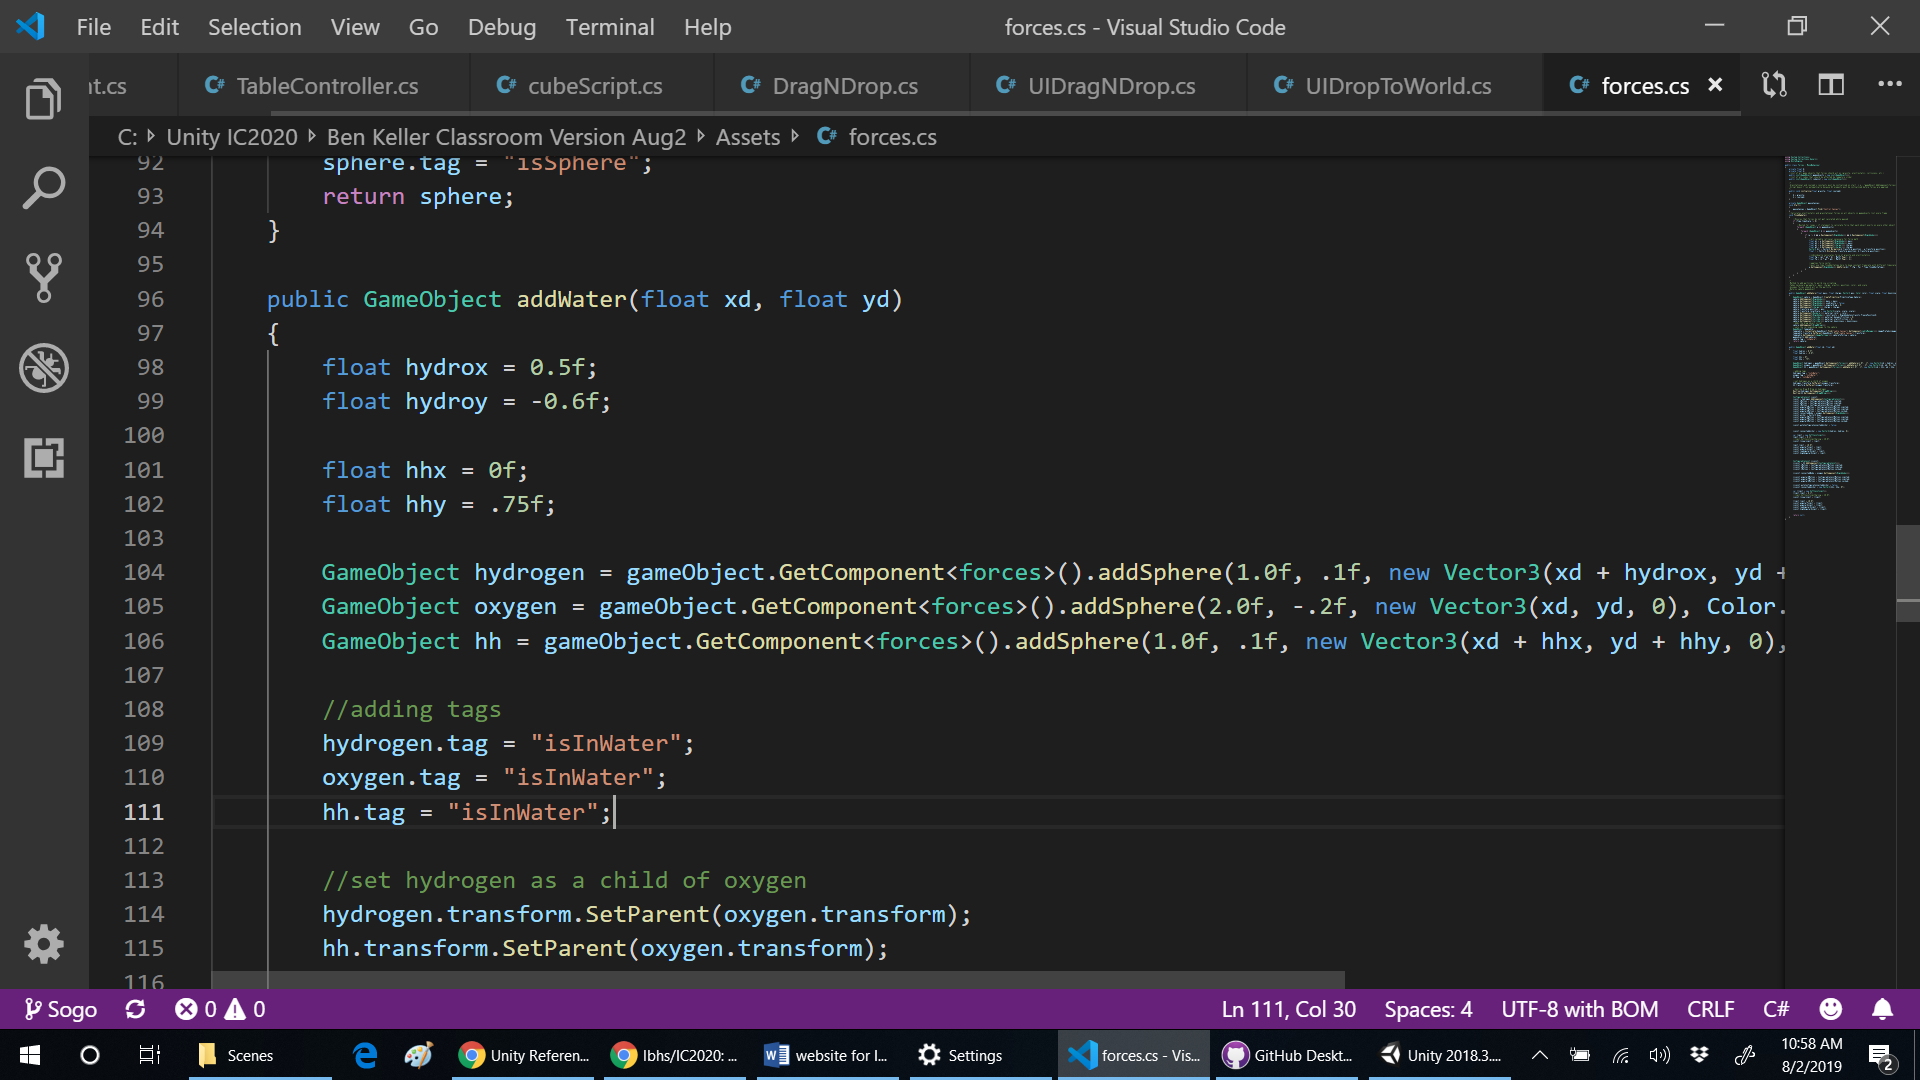 File Edit Selection View Go Debug Terminal Help forces.cs - Visual Studio Code
nt.cs TableController.cs cubeScript.cs DragNDrop.cs UIDragNDrop.cs UIDropToWorld.cs forces.cs
C: Unity IC2020 Ben Keller Classroom Version Aug2 Assets forces.cs
92 sphere.tag = "isSphere";
93 return sphere;
94 }
95
96 public GameObject addWater(float xd, float yd)
97 {
98 float hydrox = 0.5f;
99 float hydroy = -0.6f;
100
101 float hhx = 0f;
102 float hhy = .75f;
103
104 GameObject hydrogen = gameObject.GetComponent<forces>().addSphere(1.0f, .1f, new Vector3(xd + hydrox, yd +
105 GameObject oxygen = gameObject.GetComponent<forces>().addSphere(2.0f, -.2f, new Vector3(xd, yd, 0), Color.
106 GameObject hh = gameObject.GetComponent<forces>().addSphere(1.0f, .1f, new Vector3(xd + hhx, yd + hhy, 0),
107
108 //adding tags
109 hydrogen.tag = "isInWater";
110 oxygen.tag = "isInWater";
111 hh.tag = "isInWater";
112
113 //set hydrogen as a child of oxygen
114 hydrogen.transform.SetParent(oxygen.transform);
115 hh.transform.SetParent(oxygen.transform);
116
Sogo 0 0 Ln 111, Col 30 Spaces: 4 UTF-8 with BOM CRLF C#
Scenes Unity Referen... lbhs/IC2020: ... website for I... Settings forces.cs - Vis... GitHub Deskt... Unity 2018.3.... 10:58 AM
8/2/2019 2